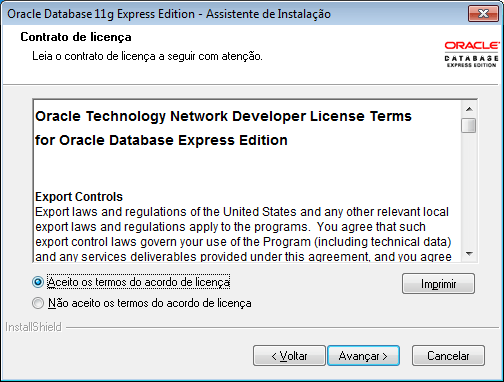 Oracle Database 11g Express Edition - Assistente de Instalação
Contrato de licença
Leia o contrato de licença a seguir com atenção.
ORACLE
DATABASE
EXPRESS EDITION
Oracle Technology Network Developer License Terms
for Oracle Database Express Edition
Export Controls
Export laws and regulations of the United States and any other relevant local
export laws and regulations apply to the programs.  You agree that such
export control laws govern your use of the Program (including technical data)
and any services deliverables provided under this agreement, and you agree
Aceito os termos do acordo de licença
Imprimir
Não aceito os termos do acordo de licença
InstallShield
< Voltar
Avançar >
Cancelar